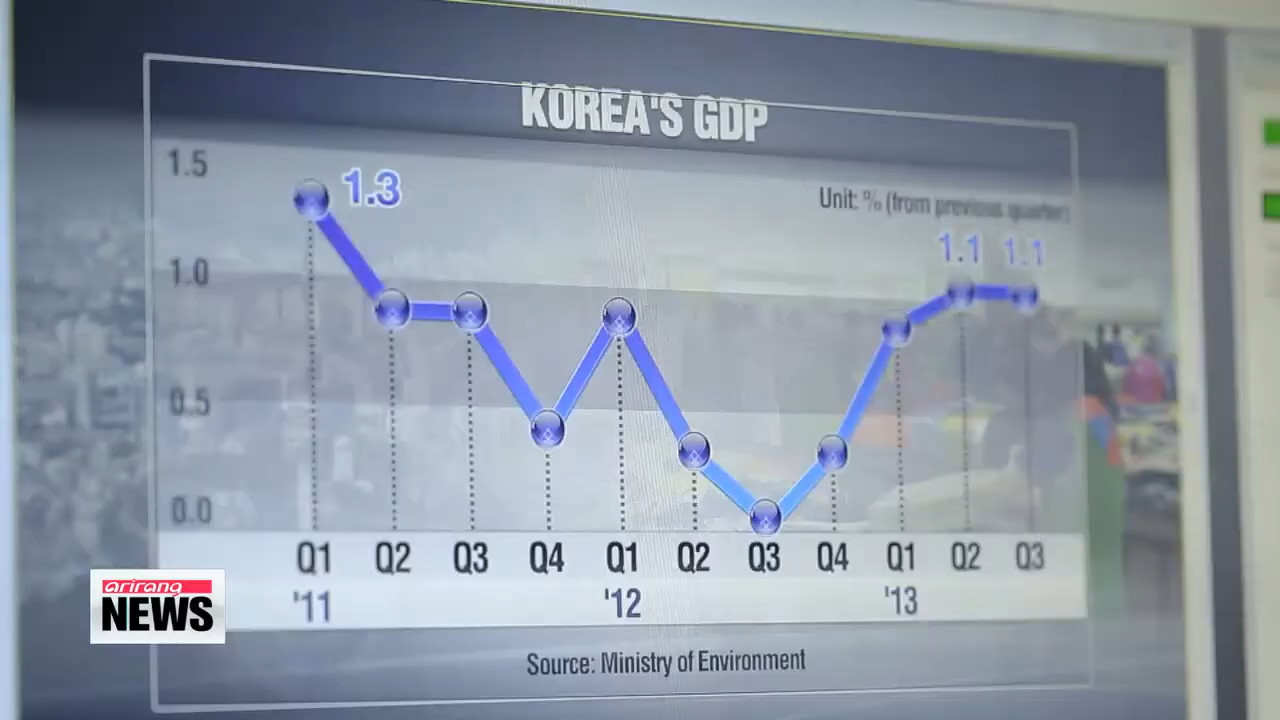 KOREA'S GDP
1.5
1.3
Unit: % (from previous quarter)
1.1 1.1
1.0
0.5
0.0
Q1 Q2 Q3 Q4 Q1 Q2 Q3 Q4 Q1 Q2 Q3
'11 '12 '13
arirang
NEWS
Source: Ministry of Environment